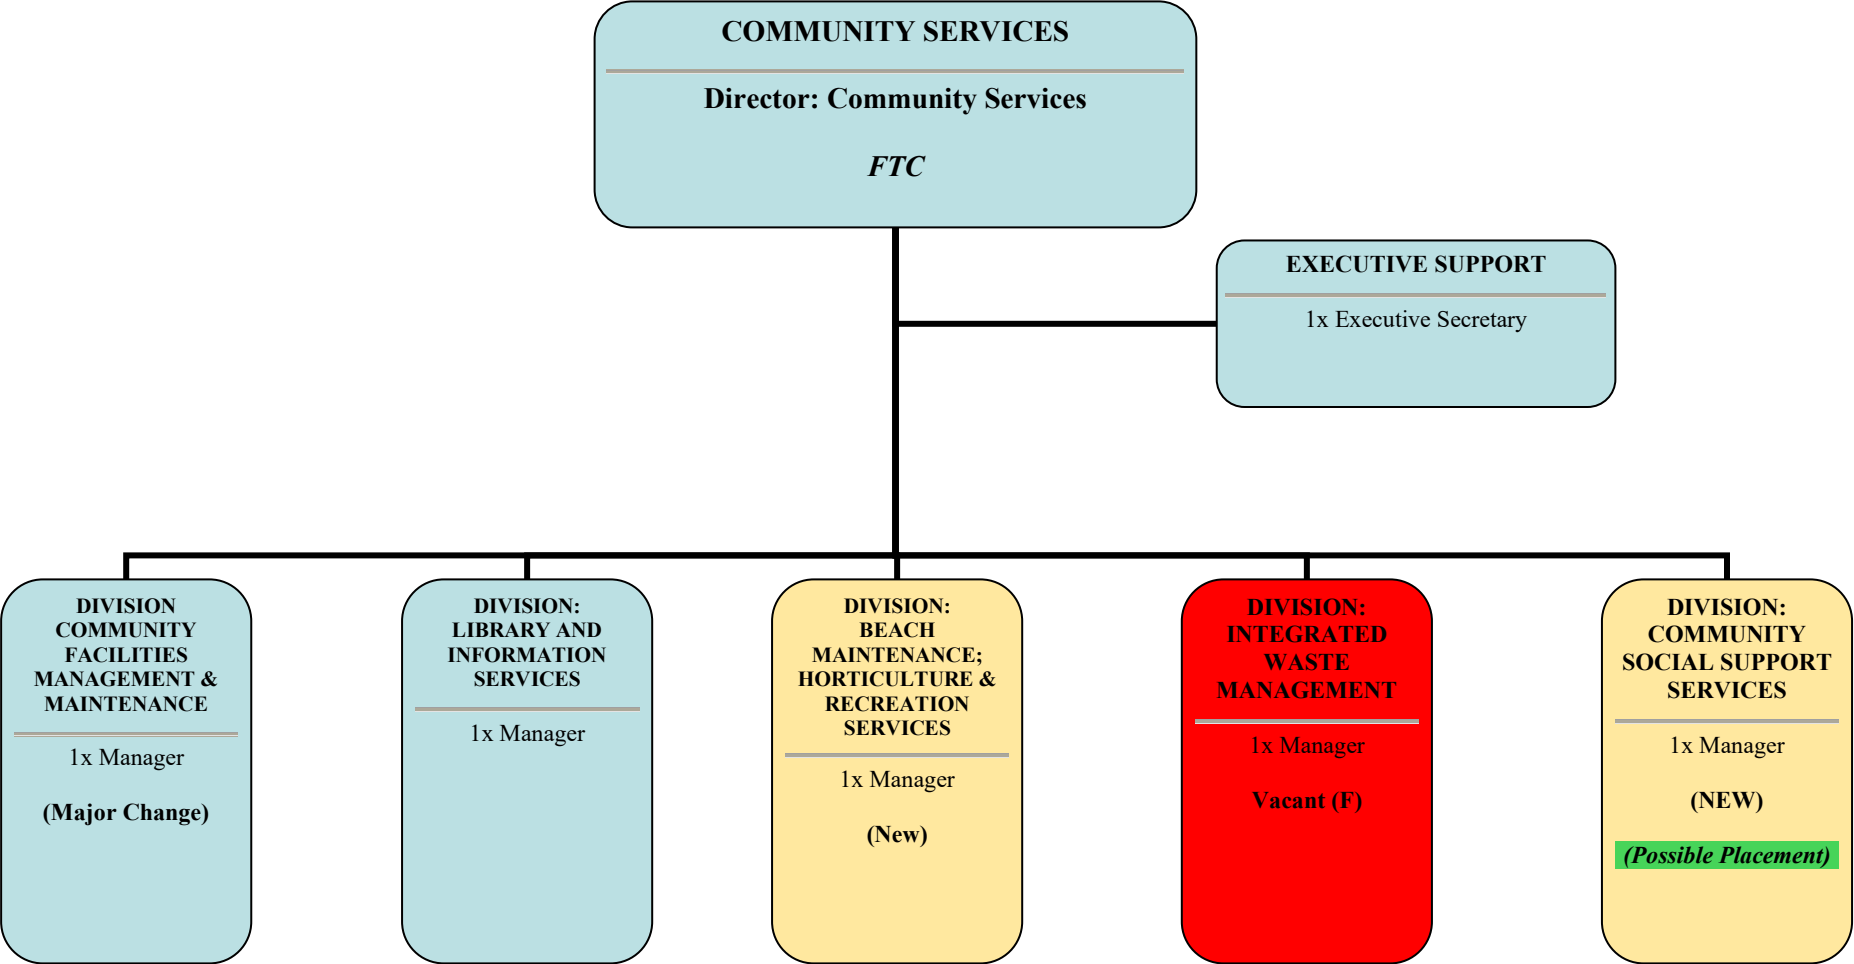 COMMUNITY SERVICES
Director: Community Services
FTC
EXECUTIVE SUPPORT
1x Executive Secretary
DIVISION
COMMUNITY
FACILITIES
MANAGEMENT &
MAINTENANCE
1x Manager
(Major Change)
DIVISION:
LIBRARY AND
INFORMATION
SERVICES
1x Manager
DIVISION:
BEACH
MAINTENANCE;
HORTICULTURE &
RECREATION
SERVICES
1x Manager
(New)
DIVISION:
INTEGRATED
WASTE
MANAGEMENT
1x Manager
Vacant (F)
DIVISION:
COMMUNITY
SOCIAL SUPPORT
SERVICES
1x Manager
(NEW)
(Possible Placement)